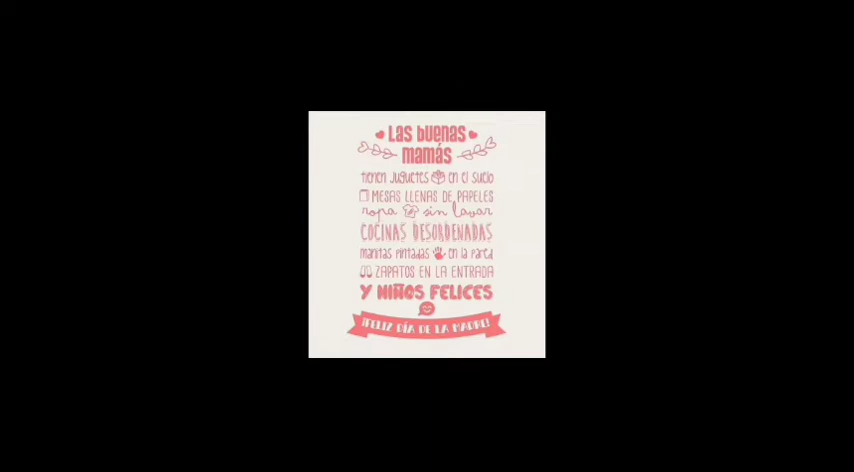 Las buenas
mamás
tienen juguetes en el suelo
MESAS LLENAS DE PAPELES
ropa sin lavar
COCINAS DESORDENADAS
manitas pintadas en la pared
ZAPATOS EN LA ENTRADA
Y NIÑOS FELICES
¡FELIZ DÍA DE LA MADRE!